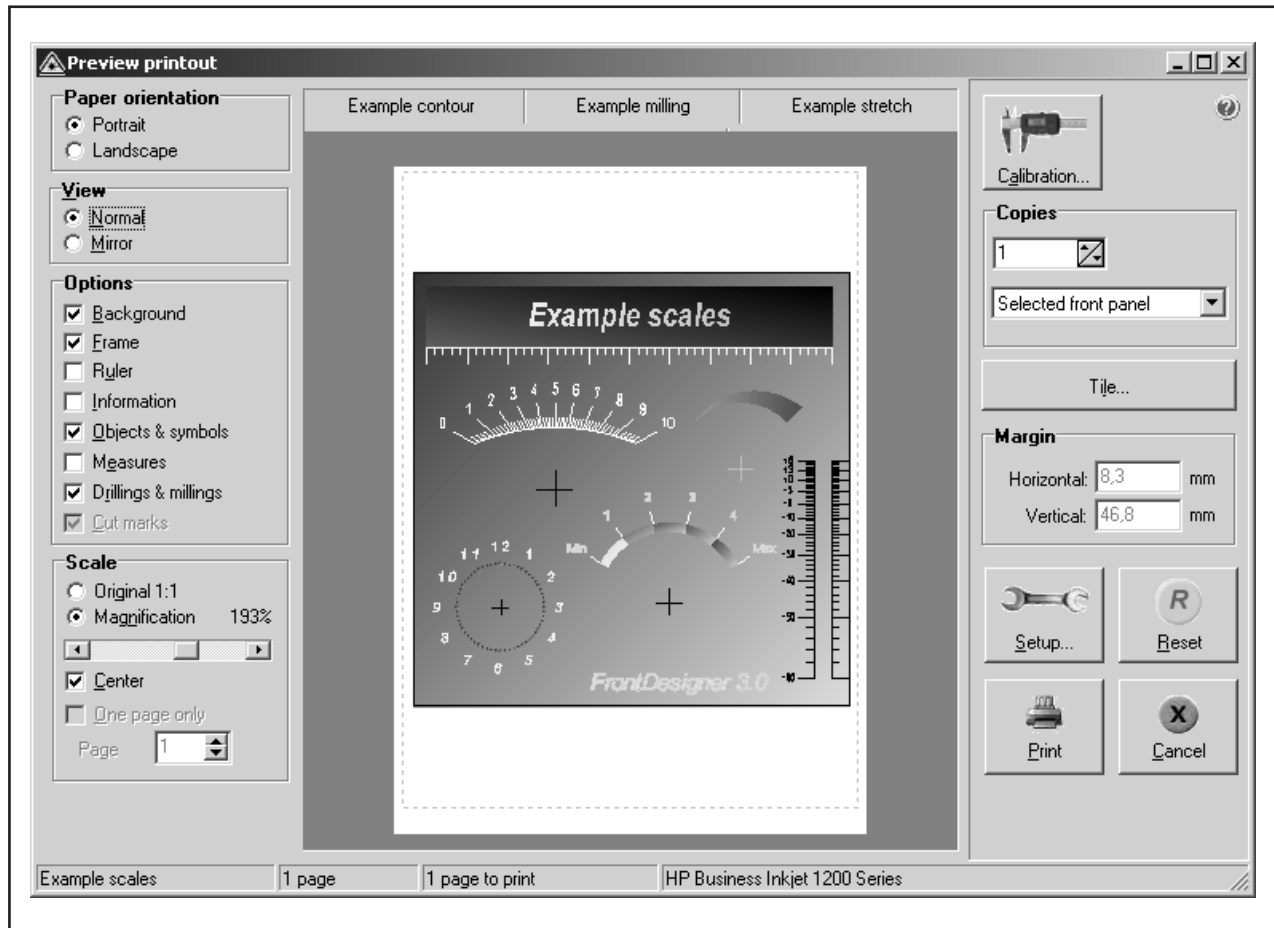 Preview printout
Paper orientation
Portrait
Landscape
View
Normal
Mirror
Options
Background
Frame
Ruler
Information
Objects & symbols
Measures
Drillings & millings
Cut marks
Scale
Original 1:1
Magnification 193%
Center
One page only
Page 1
Example contour Example milling Example stretch
Example scales
0 1 2 3 4 5 6 7 8 9 10
Min 1 2 3 4 Max
12 1 2 3 4 5 6 7 8 9 10 11
FrontDesigner 3.0
Calibration...
Copies
1
Selected front panel
Tile...
Margin
Horizontal: 8,3 mm
Vertical: 46,8 mm
Setup... Reset
Print Cancel
Example scales 1 page 1 page to print HP Business Inkjet 1200 Series